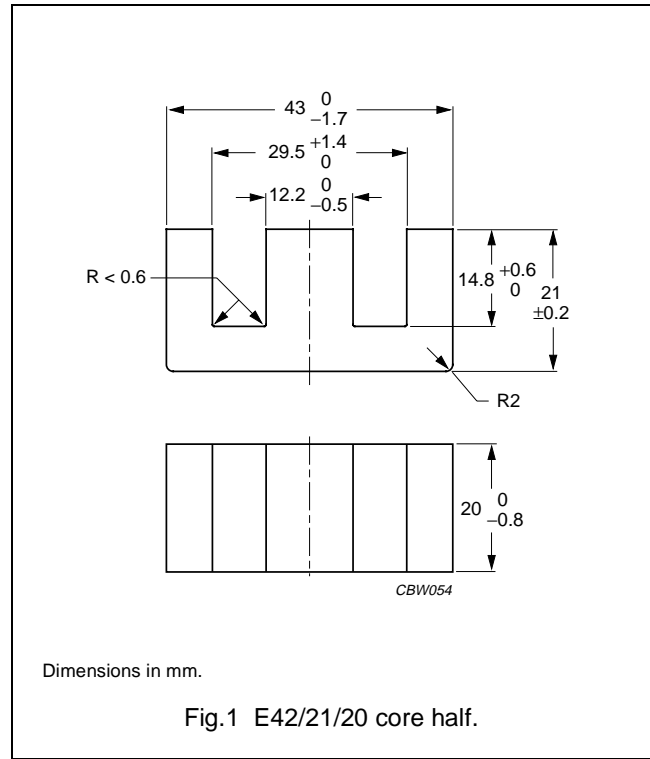 43 0
−1.7
29.5 +1.4
0
12.2 0
−0.5
R < 0.6
14.8 +0.6
0
21
±0.2
R2
20 0
−0.8
CBW054
Dimensions in mm.
Fig.1 E42/21/20 core half.